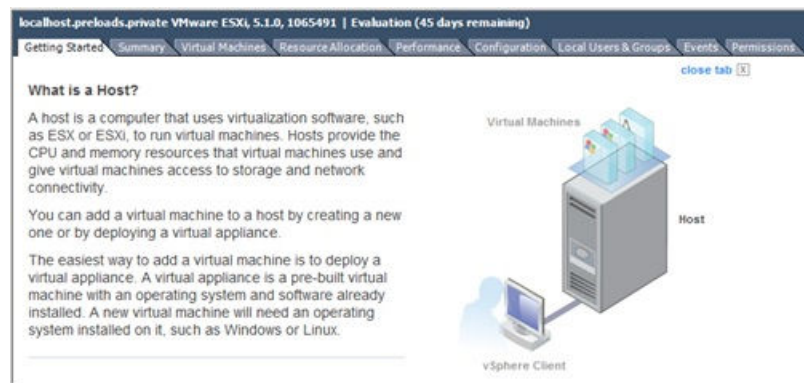 localhost.preloads.private VMware ESXi, 5.1.0, 1065491 | Evaluation (45 days remaining)
Getting Started Summary Virtual Machines Resource Allocation Performance Configuration Local Users & Groups Events Permissions
close tab X
What is a Host?
A host is a computer that uses virtualization software, such
as ESX or ESXi, to run virtual machines. Hosts provide the
CPU and memory resources that virtual machines use and
give virtual machines access to storage and network
connectivity.
You can add a virtual machine to a host by creating a new
one or by deploying a virtual appliance.
The easiest way to add a virtual machine is to deploy a
virtual appliance. A virtual appliance is a pre-built virtual
machine with an operating system and software already
installed. A new virtual machine will need an operating
system installed on it, such as Windows or Linux.
Virtual Machines
Host
vSphere Client